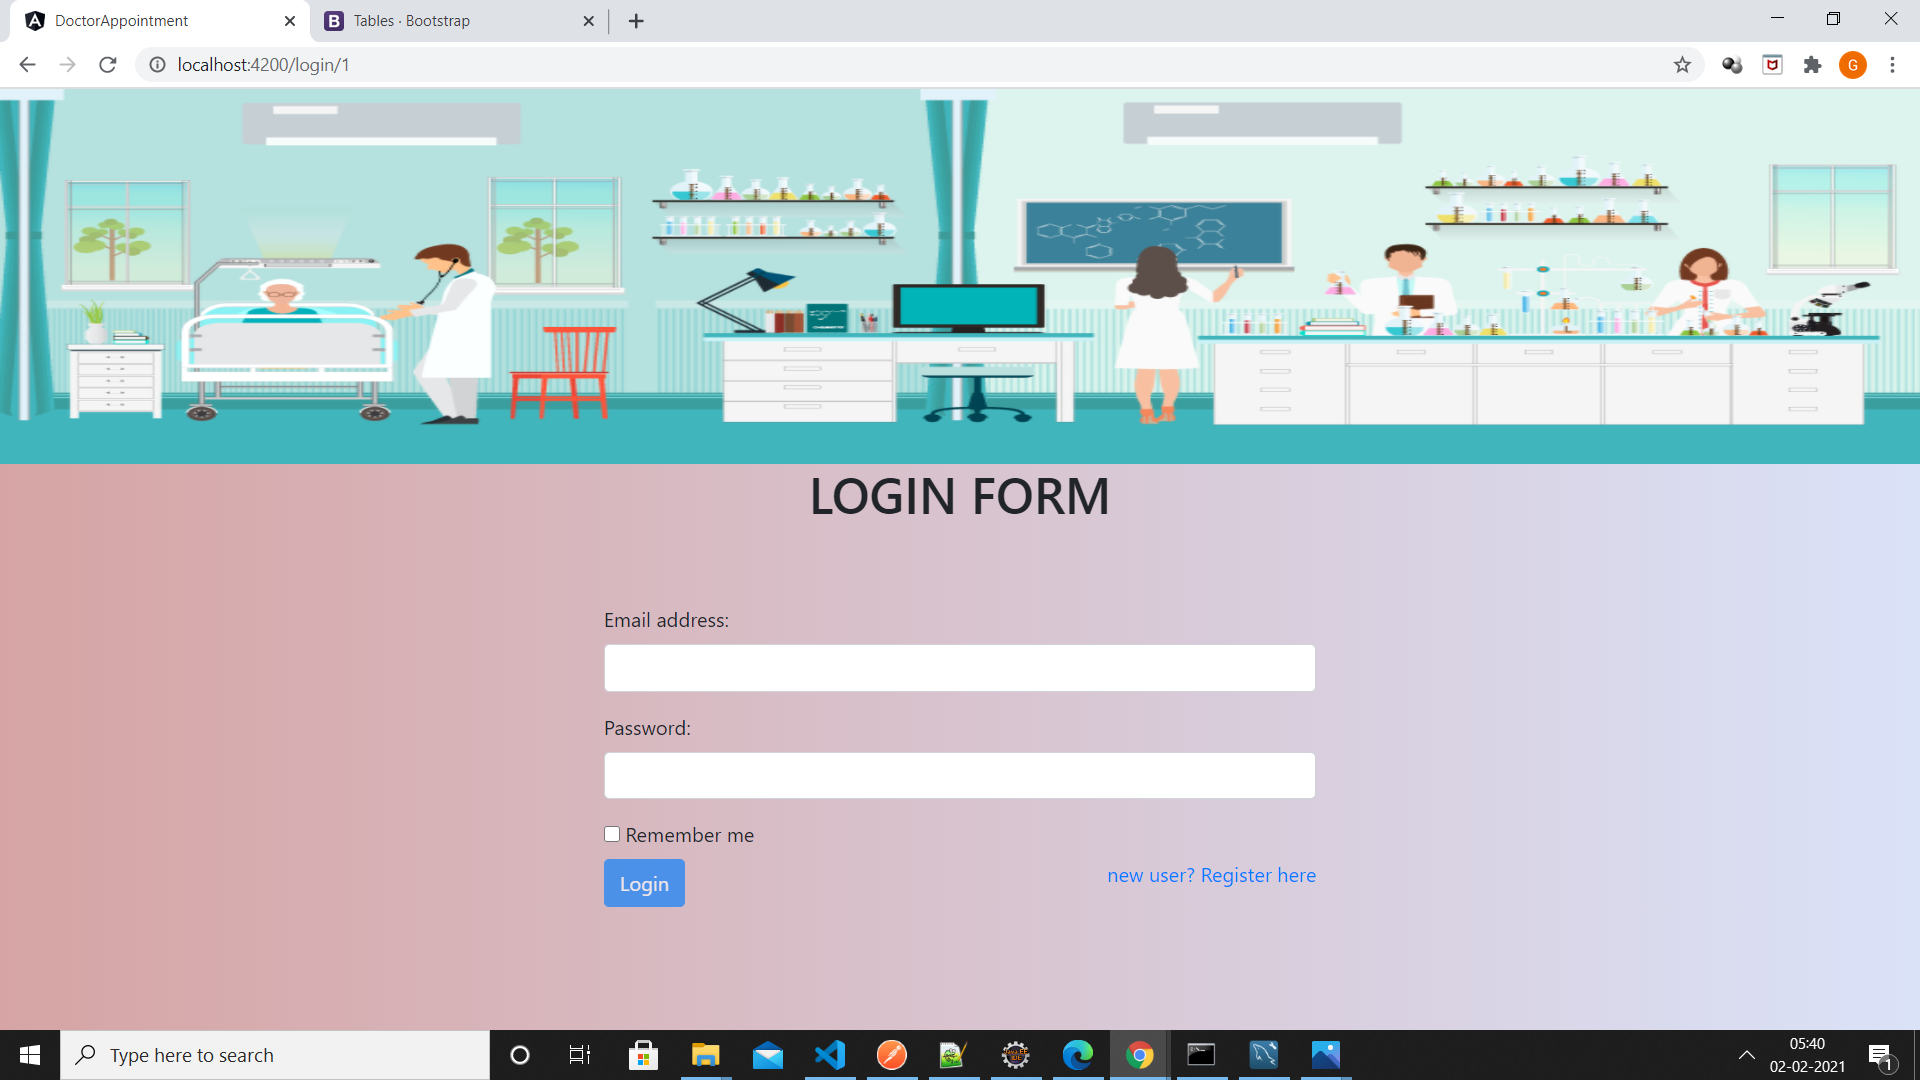 DoctorAppointment
Tables · Bootstrap
localhost:4200/login/1
G
LOGIN FORM
Email address:
Password:
Remember me
Login
new user? Register here
Type here to search
05:40
02-02-2021
1